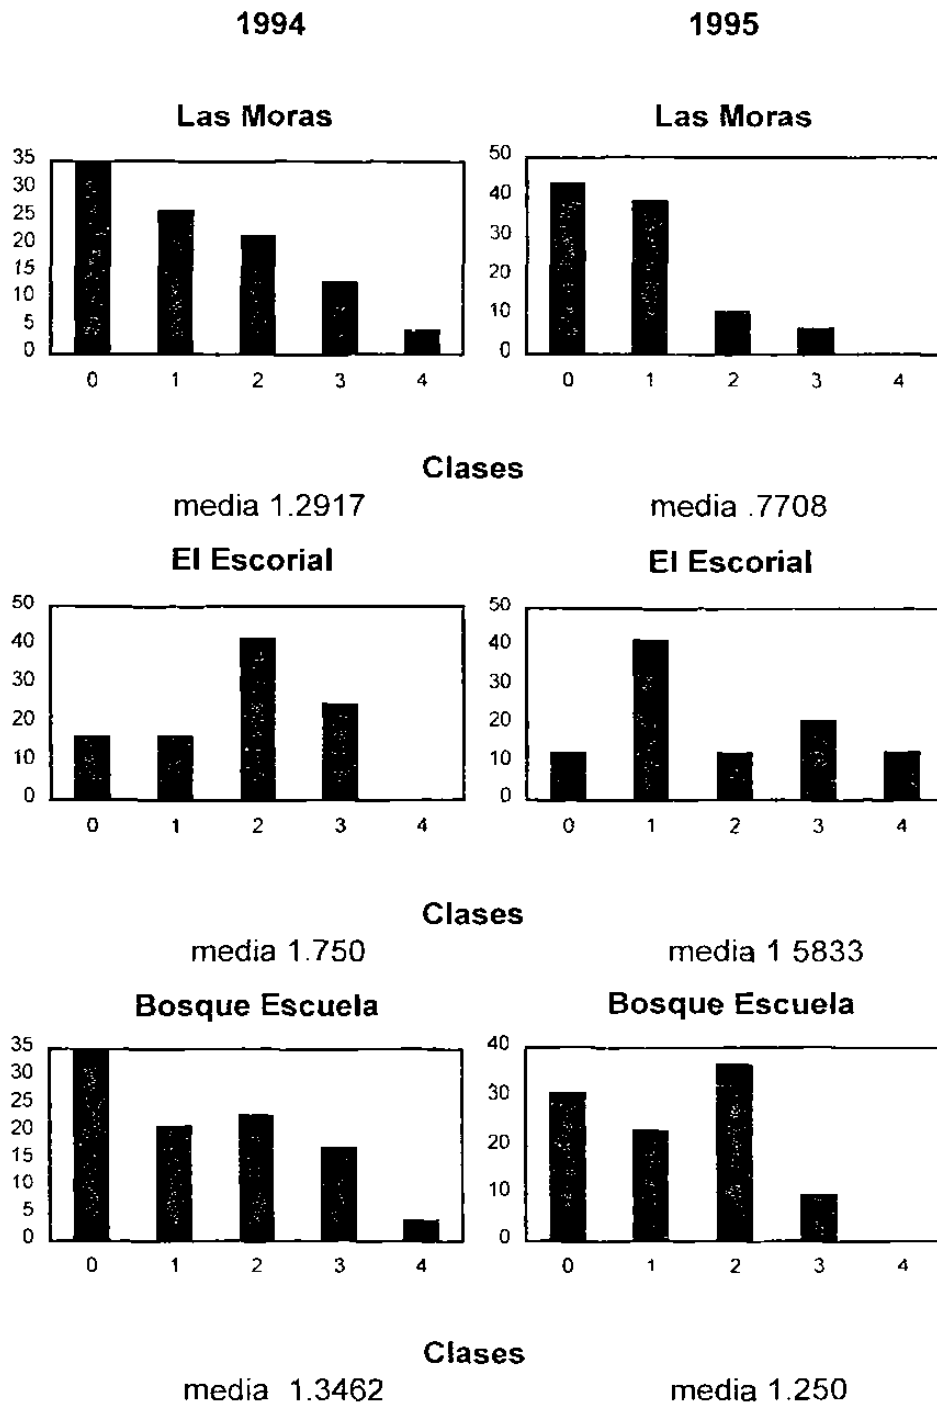 1994 1995
Las Moras Las Moras
35 50
30 40
25 30
20 20
15 10
10 0
5
0
0 1 2 3 4 0 1 2 3 4
Clases
media 1.2917 media .7708
El Escorial El Escorial
50 50
40 40
30 30
20 20
10 10
0 0
0 1 2 3 4 0 1 2 3 4
Clases
media 1.750 media 1 5833
Bosque Escuela Bosque Escuela
35 40
30 30
25 20
20 10
15 0
10
5
0
0 1 2 3 4 0 1 2 3 4
Clases
media 1.3462 media 1.250